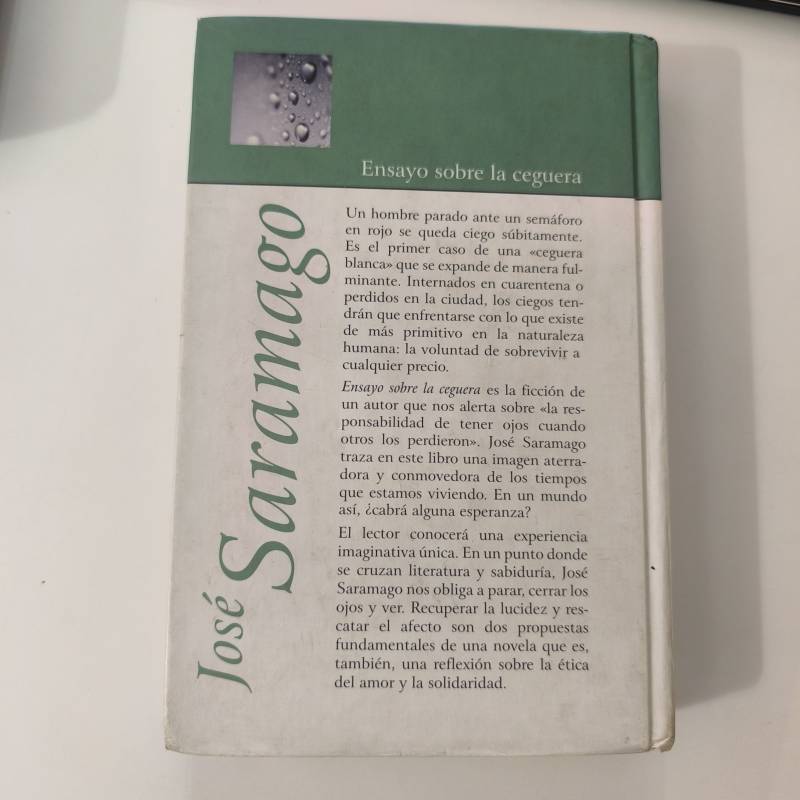 Ensayo sobre la ceguera
José Saramago
Un hombre parado ante un semáforo
en rojo se queda ciego súbitamente.
Es el primer caso de una «ceguera
blanca» que se expande de manera ful-
minante. Internados en cuarentena o
perdidos en la ciudad, los ciegos ten-
drán que enfrentarse con lo que existe
de más primitivo en la naturaleza
humana: la voluntad de sobrevivir a
cualquier precio.
Ensayo sobre la ceguera es la ficción de
un autor que nos alerta sobre «la res-
ponsabilidad de tener ojos cuando
otros los perdieron». José Saramago
traza en este libro una imagen aterra-
dora y conmovedora de los tiempos
que estamos viviendo. En un mundo
así, ¿cabrá alguna esperanza?
El lector conocerá una experiencia
imaginativa única. En un punto donde
se cruzan literatura y sabiduría, José
Saramago nos obliga a parar, cerrar los
ojos y ver. Recuperar la lucidez y res-
catar el afecto son dos propuestas
fundamentales de una novela que es,
también, una reflexión sobre la ética
del amor y la solidaridad.